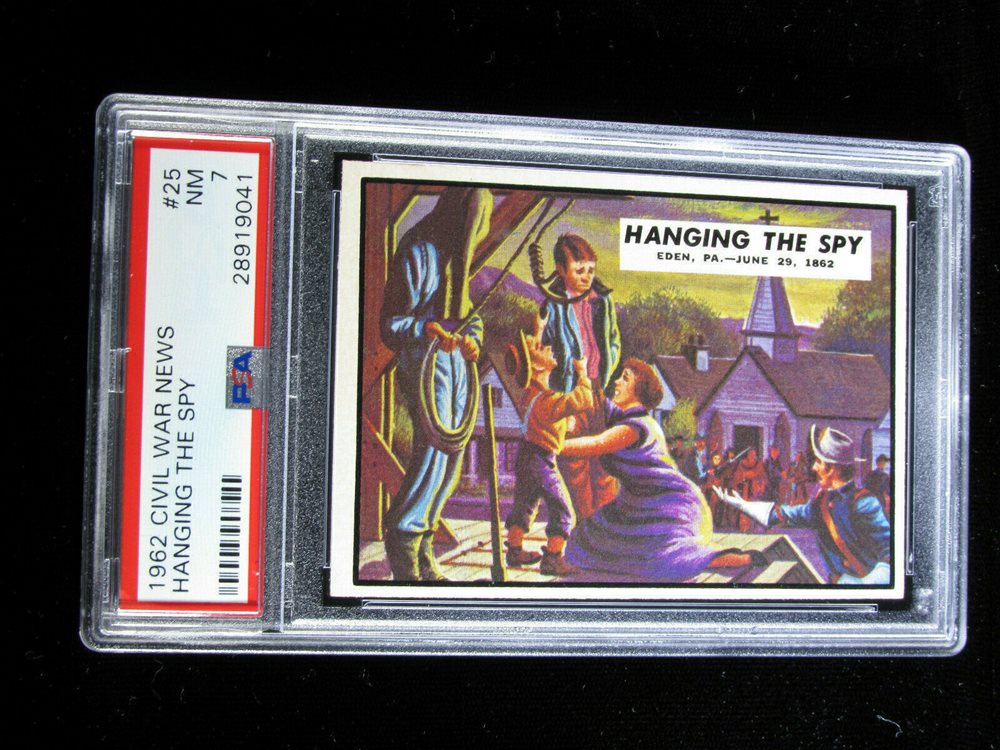 1962 CIVIL WAR NEWS #25
HANGING THE SPY NM
7
28919041
PSA
HANGING THE SPY
EDEN, PA.—JUNE 29, 1862